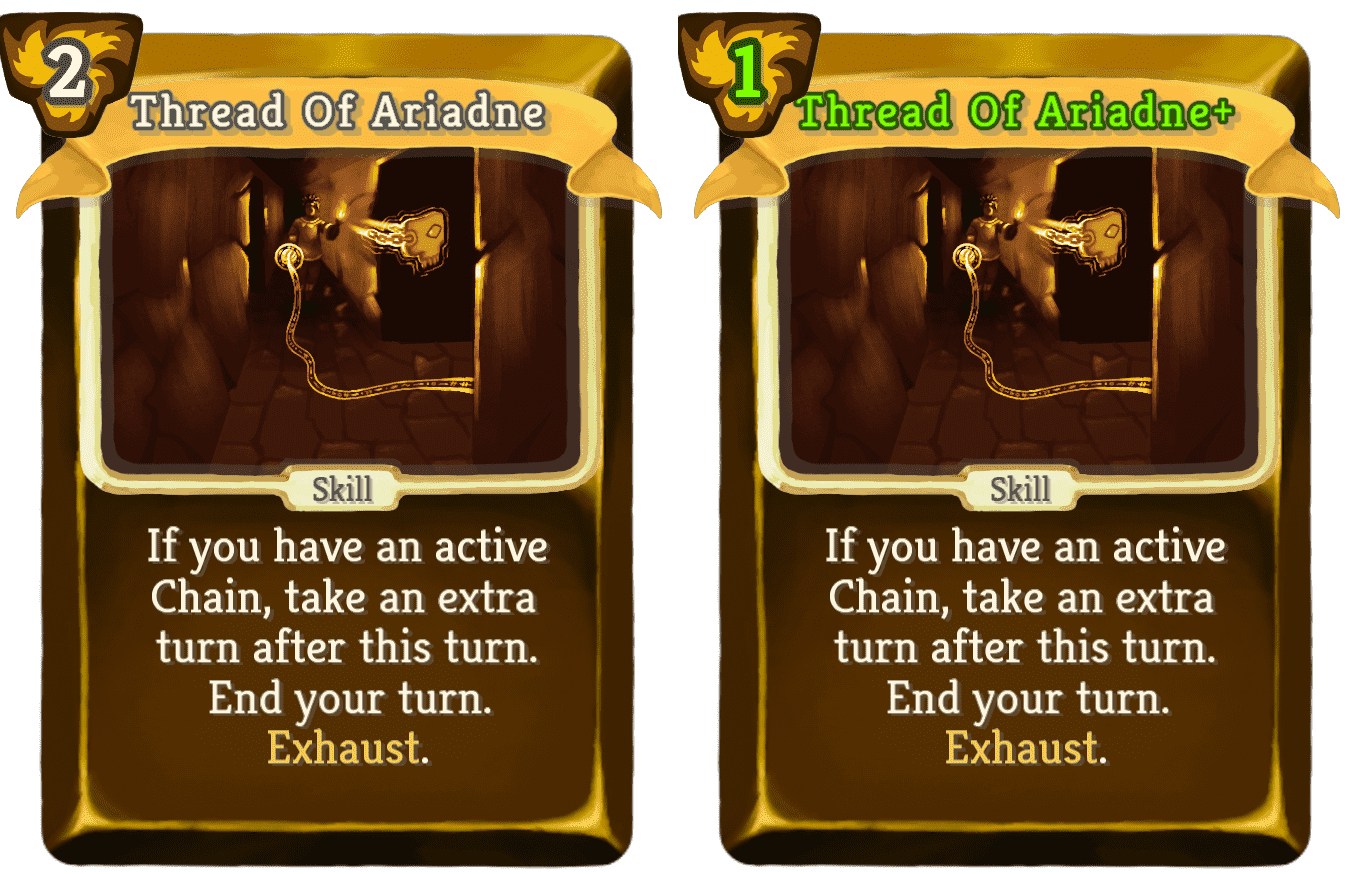 2
Thread Of Ariadne
Skill
If you have an active
Chain, take an extra
turn after this turn.
End your turn.
Exhaust.
1
Thread Of Ariadne+
Skill
If you have an active
Chain, take an extra
turn after this turn.
End your turn.
Exhaust.